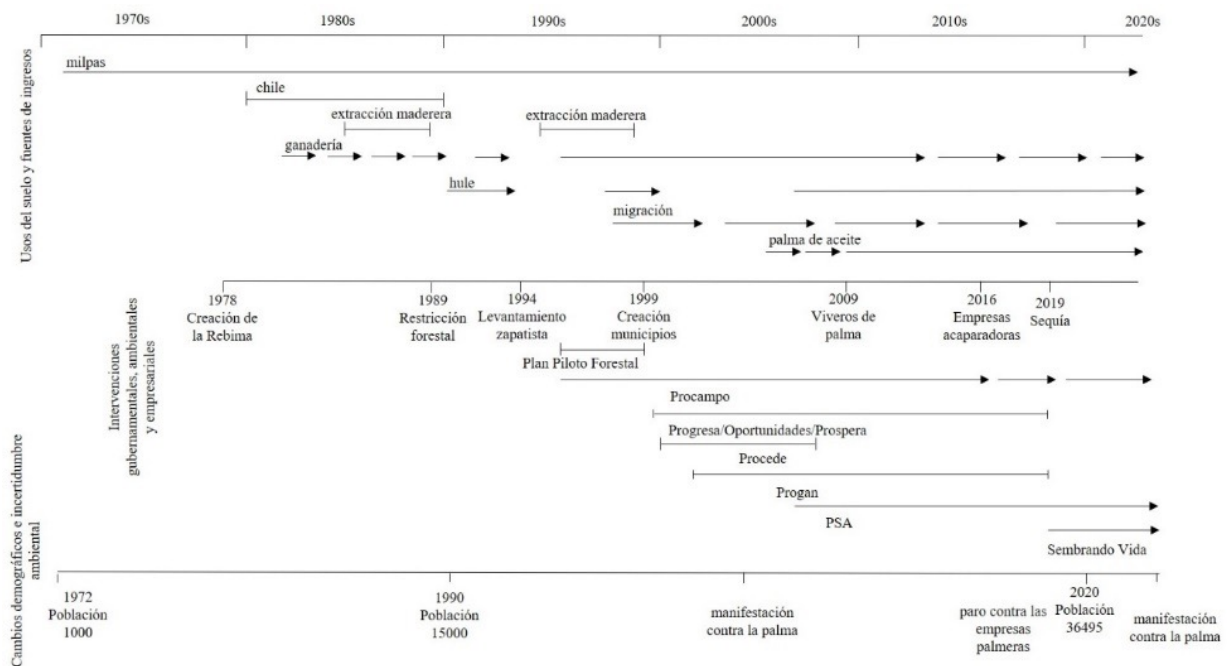 1970s 1980s 1990s 2000s 2010s 2020s
Usos del suelo y fuentes de ingresos
milpas
chile
extracción maderera extracción maderera
ganadería
hule
migración
palma de aceite
Intervenciones
gubernamentales, ambientales
y empresariales
1978 1989 1994 1999 2009 2016 2019
Creación de Restricción Levantamiento Creación Viveros de Empresas Sequía
la Rebima forestal zapatista municipios palma acaparadoras
Plan Piloto Forestal
Procampo
Progresa/Oportunidades/Prospera
Procede
Progan
PSA
Sembrando Vida
Cambios demográficos e incertidumbre
ambiental
1972
Población
1000
1990
Población
15000
manifestación
contra la palma
paro contra las
empresas
palmeras
2020
Población
36495
manifestación
contra la palma